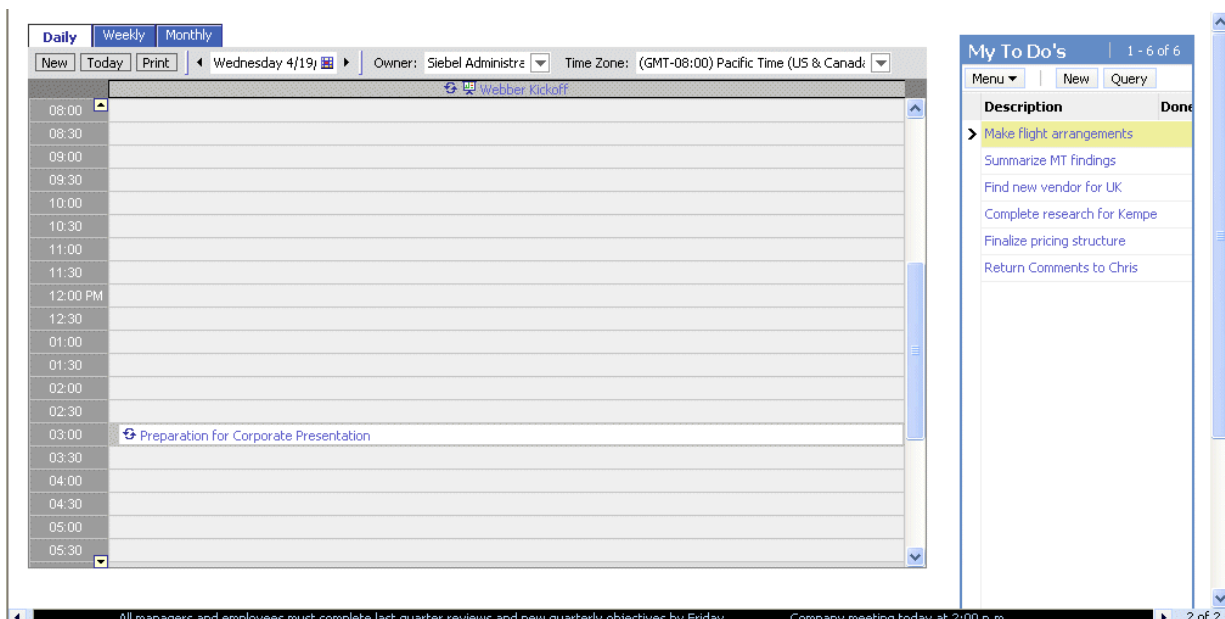 Daily Weekly Monthly
New Today Print Wednesday 4/19/ Owner: Siebel Administra Time Zone: (GMT-08:00) Pacific Time (US & Canada
Webber Kickoff
08:00
08:30
09:00
09:30
10:00
10:30
11:00
11:30
12:00 PM
12:30
01:00
01:30
02:00
02:30
03:00 Preparation for Corporate Presentation
03:30
04:00
04:30
05:00
05:30
My To Do's 1 - 6 of 6
Menu New Query
Description Done
Make flight arrangements
Summarize MT findings
Find new vendor for UK
Complete research for Kempe
Finalize pricing structure
Return Comments to Chris
All managers and employees must complete last quarter reviews and new quarterly objectives by Friday Company meeting today at 2:00 p.m. 2 of 2